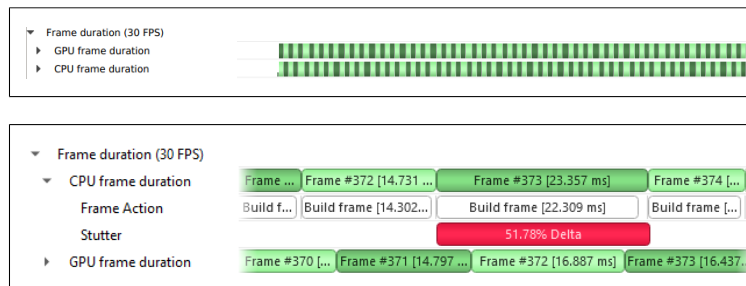 Frame duration (30 FPS)
GPU frame duration
CPU frame duration
Frame duration (30 FPS)
CPU frame duration Frame ... Frame #372 [14.731 ... Frame #373 [23.357 ms] Frame #374 [...
Frame Action Build f... Build frame [14.302... Build frame [22.309 ms] Build frame [...
Stutter 51.78% Delta
GPU frame duration Frame #370 [... Frame #371 [14.797 ... Frame #372 [16.887 ms] Frame #373 [16.437...